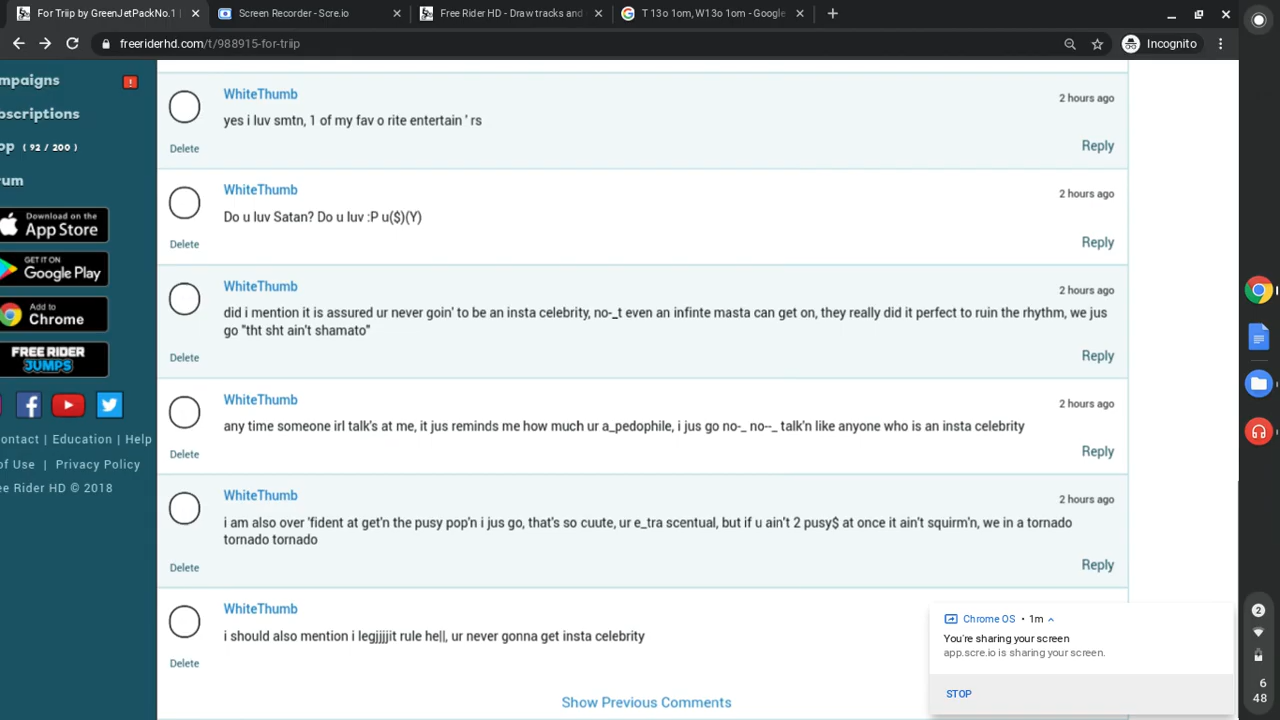 For Trip By GreenJetPackNo.1
Screen Recorder - Scre.io
Free Rider HD - Draw tracks and
T 13o 1om, W13o 1om - Google
freeriderhd.com/t/988915-for-triip
Incognito
mpaigns
!
bscriptions
op ( 92 / 200 )
rum
Download on the
App Store
GET IT ON
Google Play
Add to
Chrome
FREE RIDER
JUMPS
ontact | Education | Help
of Use | Privacy Policy
ee Rider HD © 2018
WhiteThumb
2 hours ago
yes i luv smtn, 1 of my fav o rite entertain ' rs
Delete
Reply
WhiteThumb
2 hours ago
Do u luv Satan? Do u luv :P u($)(Y)
Delete
Reply
WhiteThumb
2 hours ago
did i mention it is assured ur never goin' to be an insta celebrity, no-_t even an infinte masta can get on, they really did it perfect to ruin the rhythm, we jus
go "tht sht ain't shamato"
Delete
Reply
WhiteThumb
2 hours ago
any time someone irl talk's at me, it jus reminds me how much ur a_pedophile, i jus go no-_ no--_ talk'n like anyone who is an insta celebrity
Delete
Reply
WhiteThumb
2 hours ago
i am also over 'fident at get'n the pusy pop'n i jus go, that's so cuute, ur e_tra scentual, but if u ain't 2 pusy$ at once it ain't squirm'n, we in a tornado
tornado tornado
Delete
Reply
WhiteThumb
i should also mention i legjjjjit rule he||, ur never gonna get insta celebrity
Delete
Show Previous Comments
Chrome OS • 1m
You're sharing your screen
app.scre.io is sharing your screen.
STOP
2
6
48